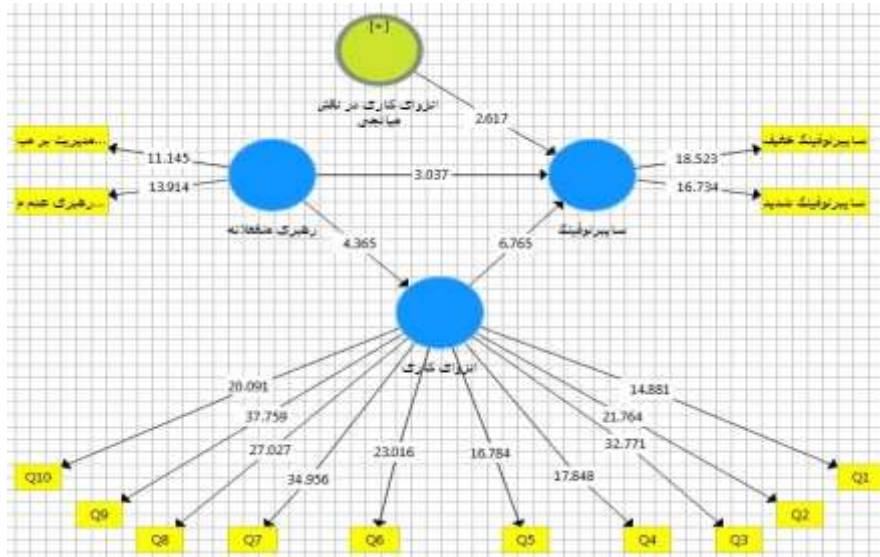 [+]
انزوای کاری در نقش
میانجی
2.617
مدیریت بر مبـ...
11.145
13.914
رهبری عدم مـ...
3.037
18.523
سایبرلوفینگ خفیف
16.734
سایبرلوفینگ شدید
رهبری منفعلانه
سایبرلوفینگ
4.365
6.765
انزوای کاری
20.091
14.881
37.759
21.764
27.027
32.771
34.956
23.016
16.784
17.848
Q10
Q1
Q9
Q2
Q8
Q7
Q6
Q5
Q4
Q3